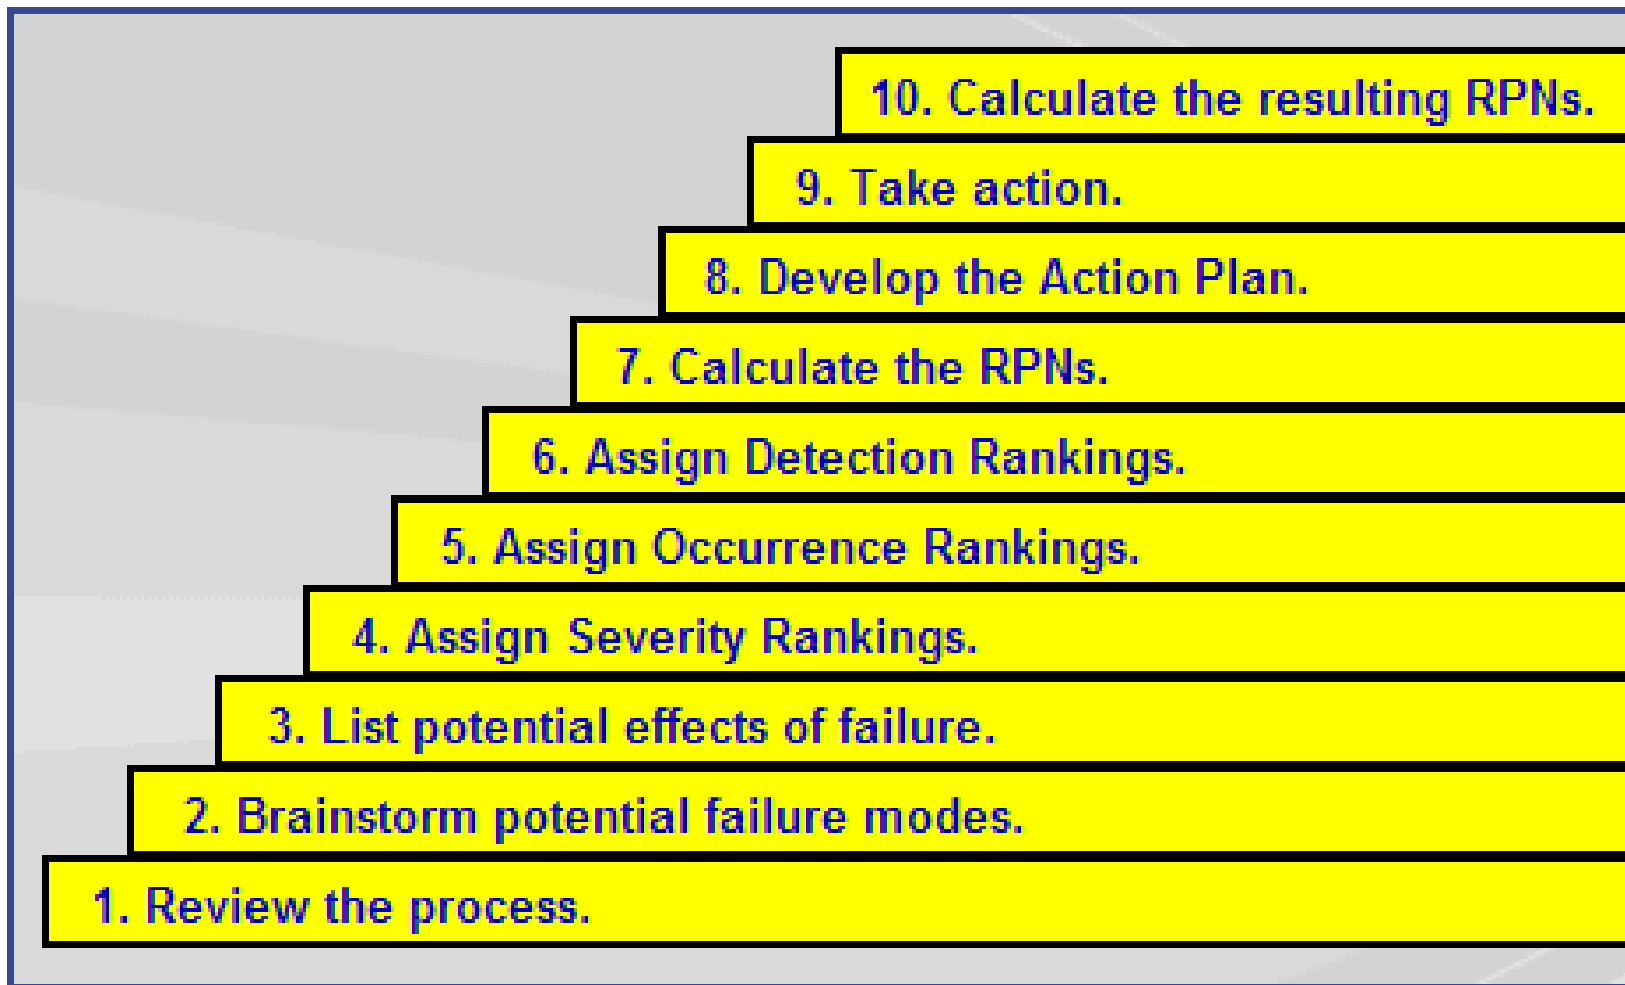 10. Calculate the resulting RPNs.
9. Take action.
8. Develop the Action Plan.
7. Calculate the RPNs.
6. Assign Detection Rankings.
5. Assign Occurrence Rankings.
4. Assign Severity Rankings.
3. List potential effects of failure.
2. Brainstorm potential failure modes.
1. Review the process.